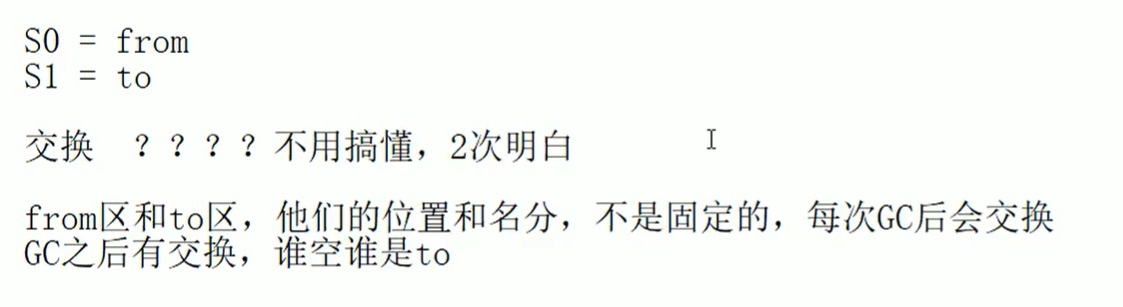 S0 = from
S1 = to
交换 ？？？？不用搞懂，2次明白
from区和to区，他们的位置和名分，不是固定的，每次GC后会交换
GC之后有交换，谁空谁是to